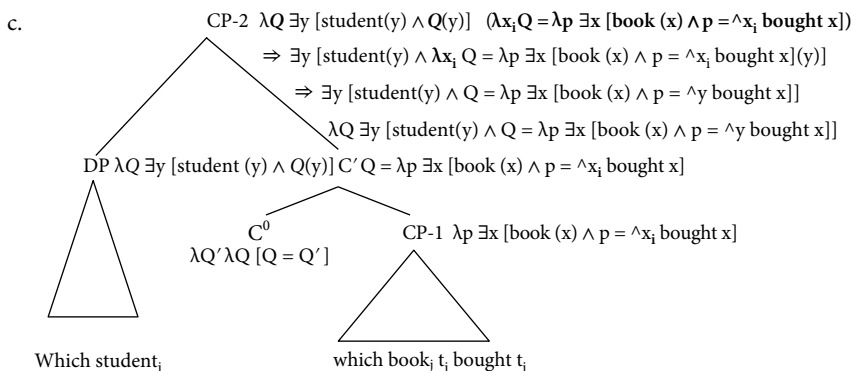 c.
CP-2 λQ ∃y [student(y) ∧ Q(y)] (λxᵢQ = λp ∃x [book (x) ∧ p = ^xᵢ bought x])
⇒ ∃y [student(y) ∧ λxᵢ Q = λp ∃x [book (x) ∧ p = ^xᵢ bought x](y)]
⇒ ∃y [student(y) ∧ Q = λp ∃x [book (x) ∧ p = ^y bought x]]
λQ ∃y [student(y) ∧ Q = λp ∃x [book (x) ∧ p = ^y bought x]]
DP λQ ∃y [student (y) ∧ Q(y)] C′ Q = λp ∃x [book (x) ∧ p = ^xᵢ bought x]
C⁰ CP-1 λp ∃x [book (x) ∧ p = ^xᵢ bought x]
λQ′λQ [Q = Q′]
Which studentᵢ which bookⱼ tᵢ bought tⱼ